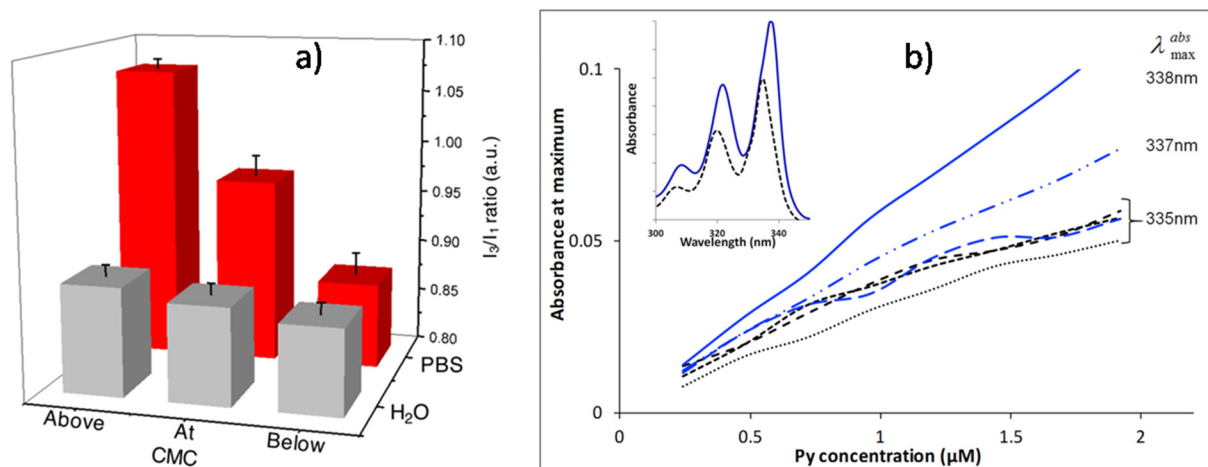 a)
1.10
1.05
1.00
0.95
0.90
0.85
0.80
I3/I1 ratio (a.u.)
PBS
H2O
Above
At
Below
CMC
b)
λ abs max
338nm
337nm
335nm
0.1
0.05
0
Absorbance at maximum
0
0.5
1
1.5
2
Py concentration (μM)
Absorbance
300
320
340
Wavelength (nm)